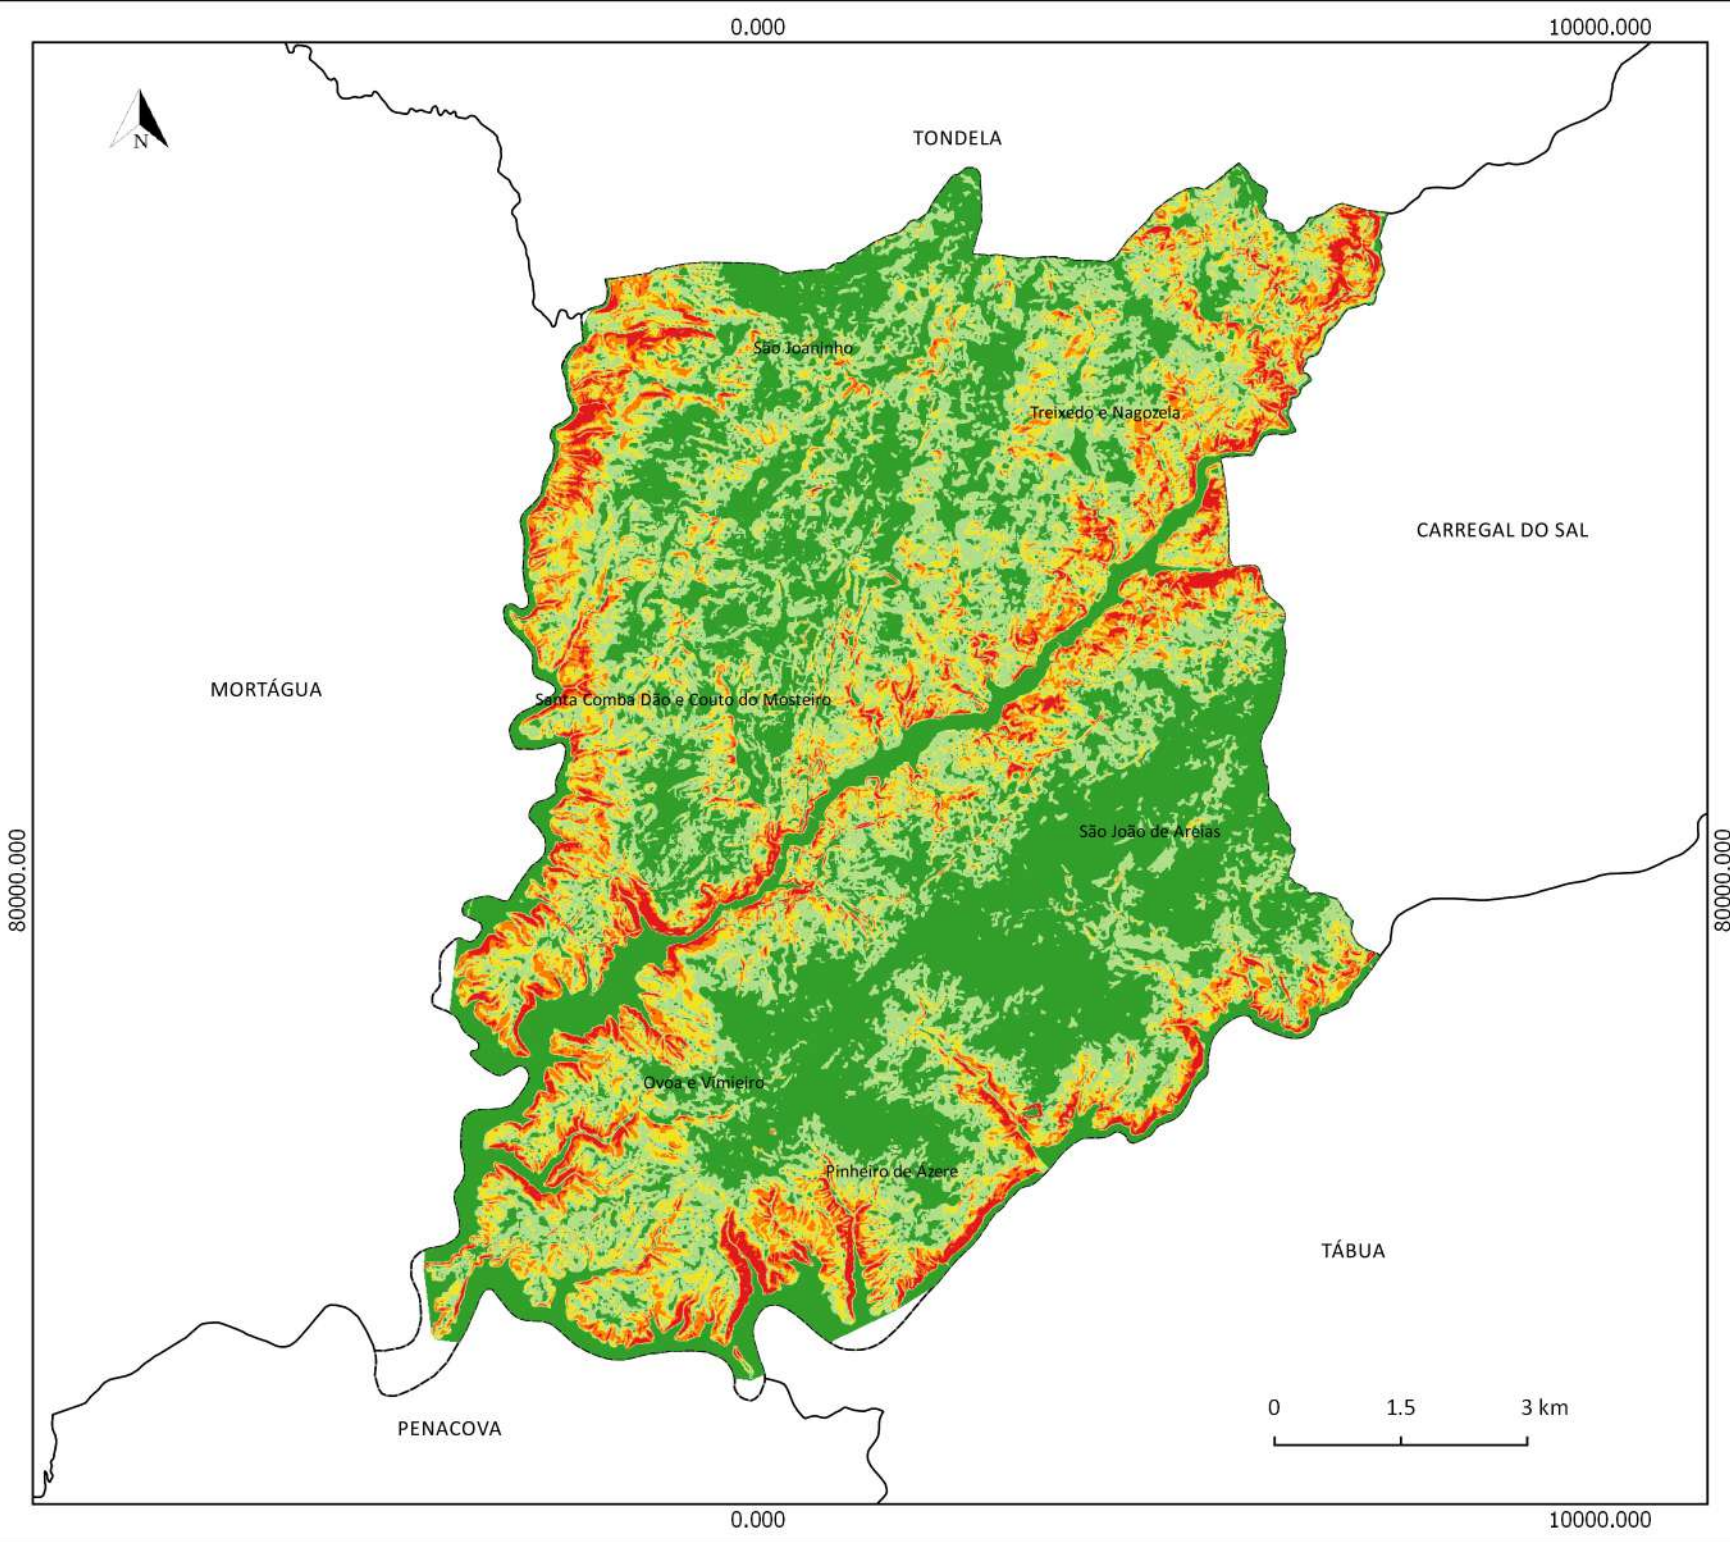 0.000
10000.000
N
TONDELA
São Joaninho
Treixedo e Nagozela
CARREGAL DO SAL
MORTÁGUA
Santa Comba Dão e Couto do Mosteiro
São João de Areias
80000.000
80000.000
Ovoa e Vimieiro
Pinheiro de Azere
TÁBUA
0 1.5 3 km
PENACOVA
0.000
10000.000